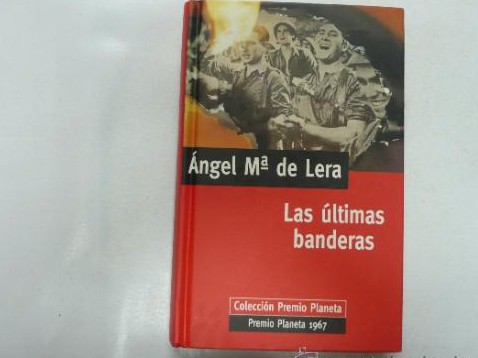 Ángel Mª de Lera
Las últimas
banderas
Colección Premio Planeta
Premio Planeta 1967